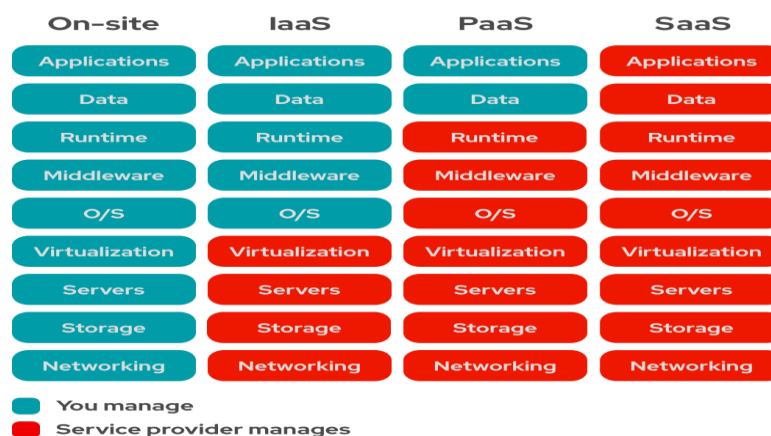 On-site IaaS PaaS SaaS
Applications Applications Applications Applications
Data Data Data Data
Runtime Runtime Runtime Runtime
Middleware Middleware Middleware Middleware
O/S O/S O/S O/S
Virtualization Virtualization Virtualization Virtualization
Servers Servers Servers Servers
Storage Storage Storage Storage
Networking Networking Networking Networking
You manage
Service provider manages